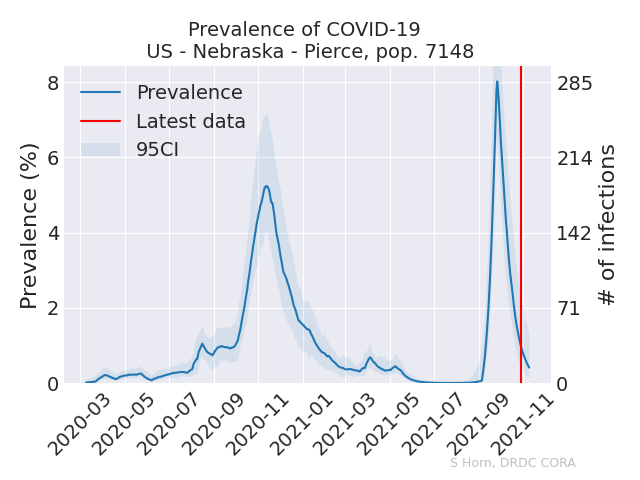 Prevalence of COVID-19
US - Nebraska - Pierce, pop. 7148
Prevalence
Latest data
95CI
Prevalence (%)
8
6
4
2
0
285
214
142
71
0
# of infections
2020-03
2020-05
2020-07
2020-09
2020-11
2021-01
2021-03
2021-05
2021-07
2021-09
2021-11
S Horn, DRDC CORA